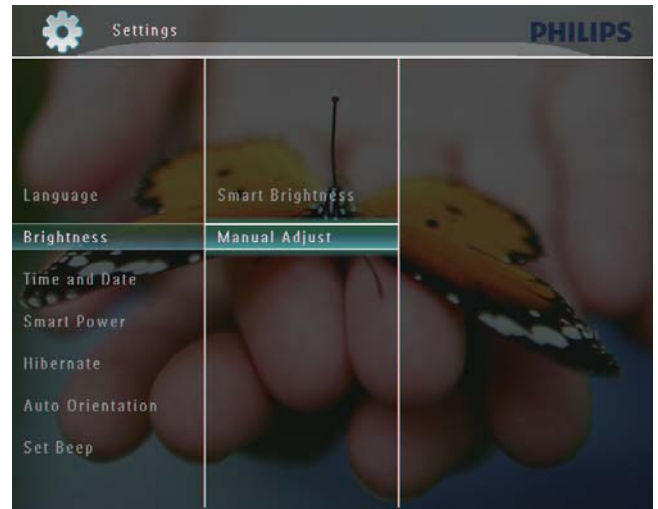 Settings
PHILIPS
Language
Brightness
Time and Date
Smart Power
Hibernate
Auto Orientation
Set Beep
Smart Brightness
Manual Adjust